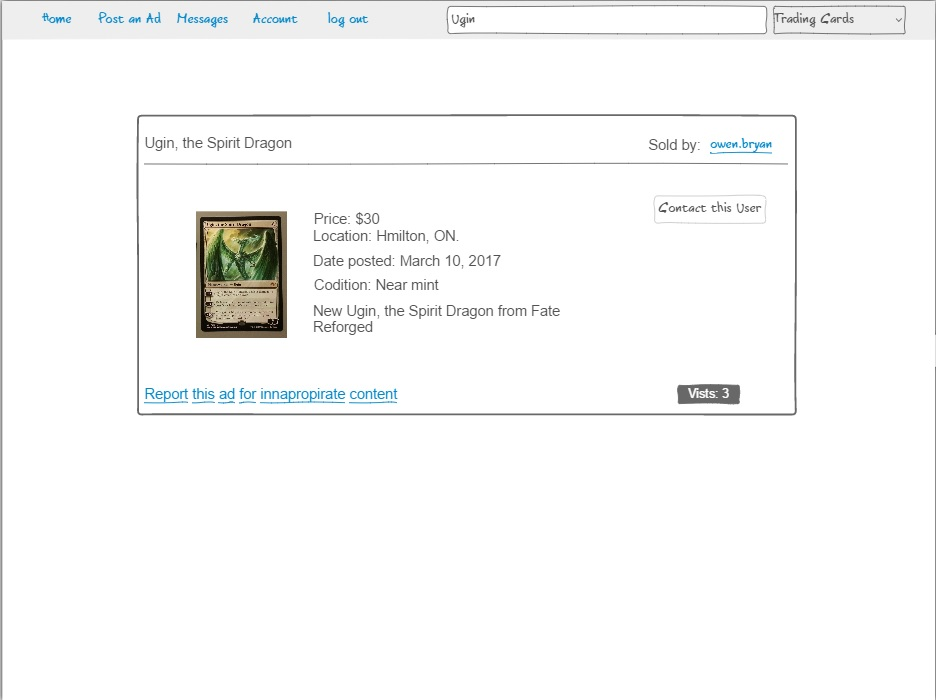 Home Post an Ad Messages Account log out Ugin Trading Cards
Ugin, the Spirit Dragon
Sold by: owen.bryan
Contact this User
Price: $30
Location: Hmilton, ON.
Date posted: March 10, 2017
Codition: Near mint
New Ugin, the Spirit Dragon from Fate
Reforged
Report this ad for innapropirate content
Vists: 3